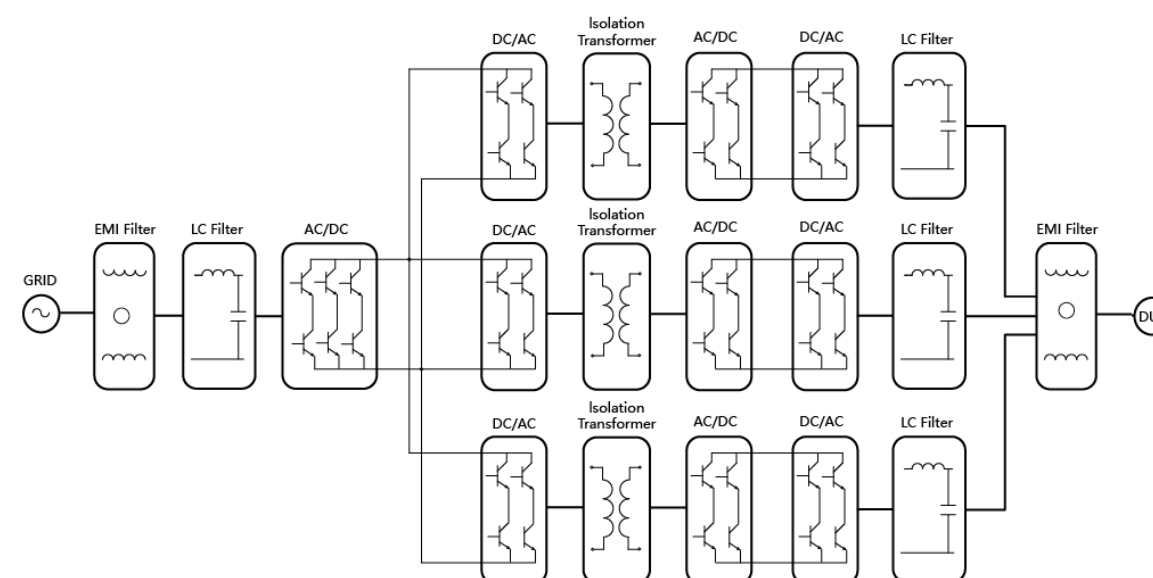 Isolation
Transformer
DC/AC
AC/DC
DC/AC
LC Filter
EMI Filter
LC Filter
AC/DC
DC/AC
Isolation
Transformer
AC/DC
DC/AC
LC Filter
EMI Filter
GRID
Isolation
Transformer
DC/AC
AC/DC
DC/AC
LC Filter